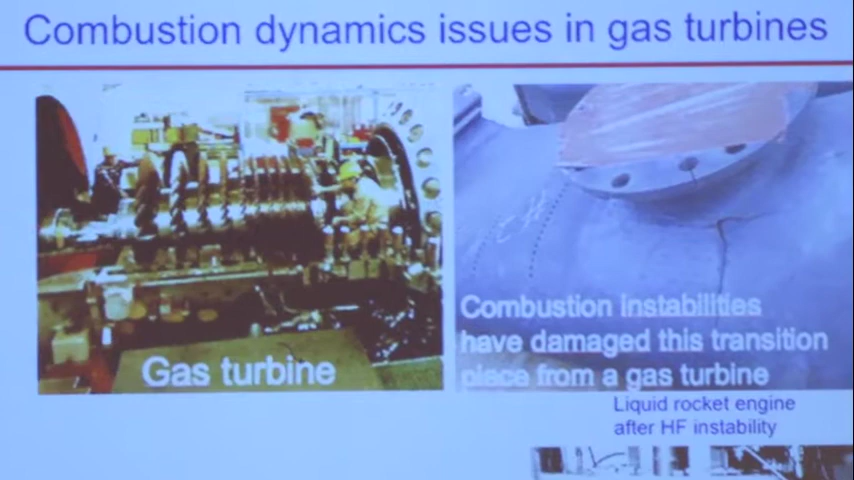 Combustion dynamics issues in gas turbines
Gas turbine
Combustion instabilities
have damaged this transition
piece from a gas turbine
Liquid rocket engine
after HF instability